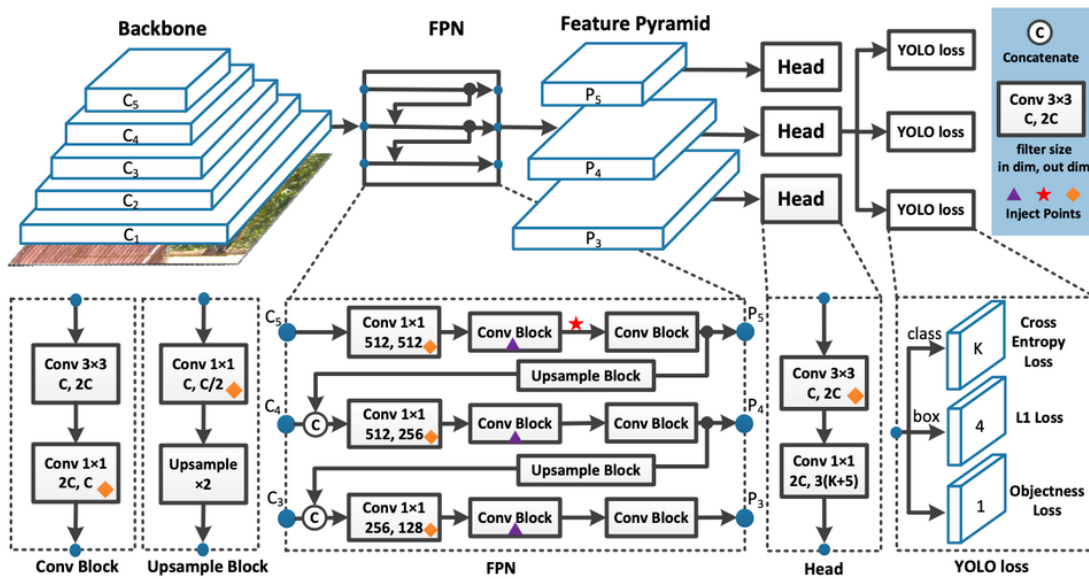 Backbone
FPN
Feature Pyramid
C5
C4
C3
C2
C1
P5
P4
P3
Head
Head
Head
YOLO loss
YOLO loss
YOLO loss
C
Concatenate
Conv 3×3
C, 2C
filter size
in dim, out dim
Inject Points
Conv 3×3
C, 2C
Conv 1×1
2C, C
Conv Block
Conv 1×1
C, C/2
Upsample
×2
Upsample Block
C5
Conv 1×1
512, 512
Conv Block
Conv Block
P5
Upsample Block
C4
C
Conv 1×1
512, 256
Conv Block
Conv Block
P4
Upsample Block
C3
C
Conv 1×1
256, 128
Conv Block
Conv Block
P3
FPN
Conv 3×3
C, 2C
Conv 1×1
2C, 3(K+5)
Head
class
K
Cross
Entropy
Loss
box
4
L1 Loss
obj
1
Objectness
Loss
YOLO loss